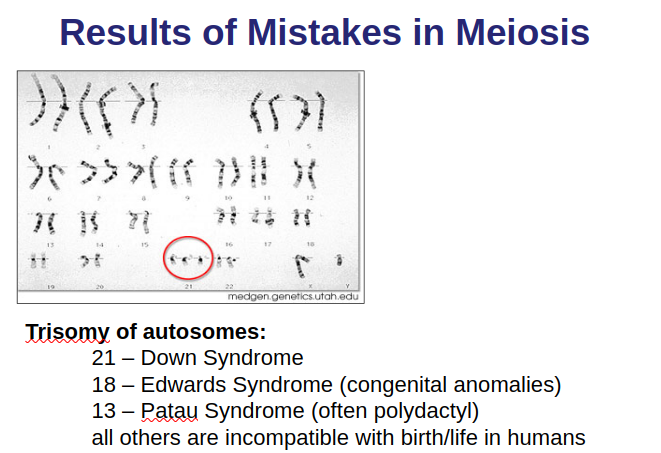 Results of Mistakes in Meiosis
1 2 3 4 5
6 7 8 9 10 11 12
13 14 15 16 17 18
19 20 21 22 X Y
medgen.genetics.utah.edu
Trisomy of autosomes:
21 – Down Syndrome
18 – Edwards Syndrome (congenital anomalies)
13 – Patau Syndrome (often polydactyl)
all others are incompatible with birth/life in humans